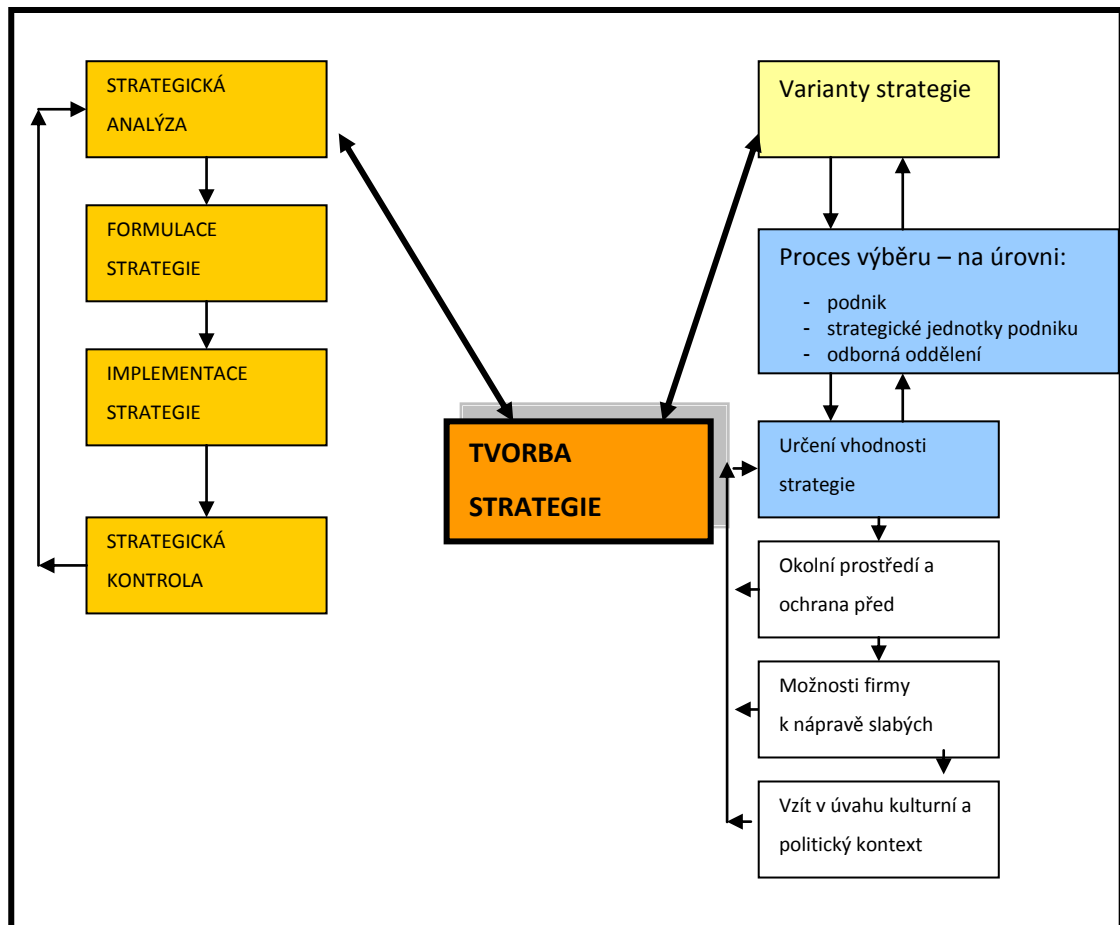 STRATEGICKÁ
ANALÝZA
FORMULACE
STRATEGIE
IMPLEMENTACE
STRATEGIE
STRATEGICKÁ
KONTROLA
TVORBA
STRATEGIE
Varianty strategie
Proces výběru – na úrovni:
- podnik
- strategické jednotky podniku
- odborná oddělení
Určení vhodnosti
strategie
Okolní prostředí a
ochrana před
Možnosti firmy
k nápravě slabých
Vzít v úvahu kulturní a
politický kontext